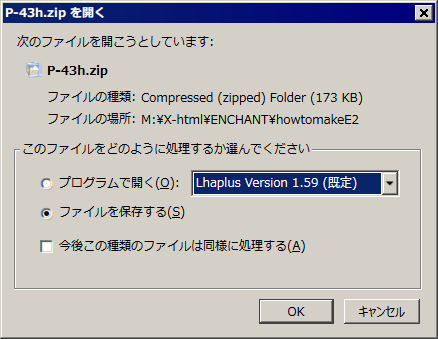 P-43h.zip を開く
次のファイルを開こうとしています:
P-43h.zip
ファイルの種類: Compressed (zipped) Folder (173 KB)
ファイルの場所: M:¥X-html¥ENCHANT¥howtomakeE2
このファイルをどのように処理するか選んでください
プログラムで開く(O): Lhaplus Version 1.59 (既定)
ファイルを保存する(S)
今後この種類のファイルは同様に処理する(A)
OK キャンセル